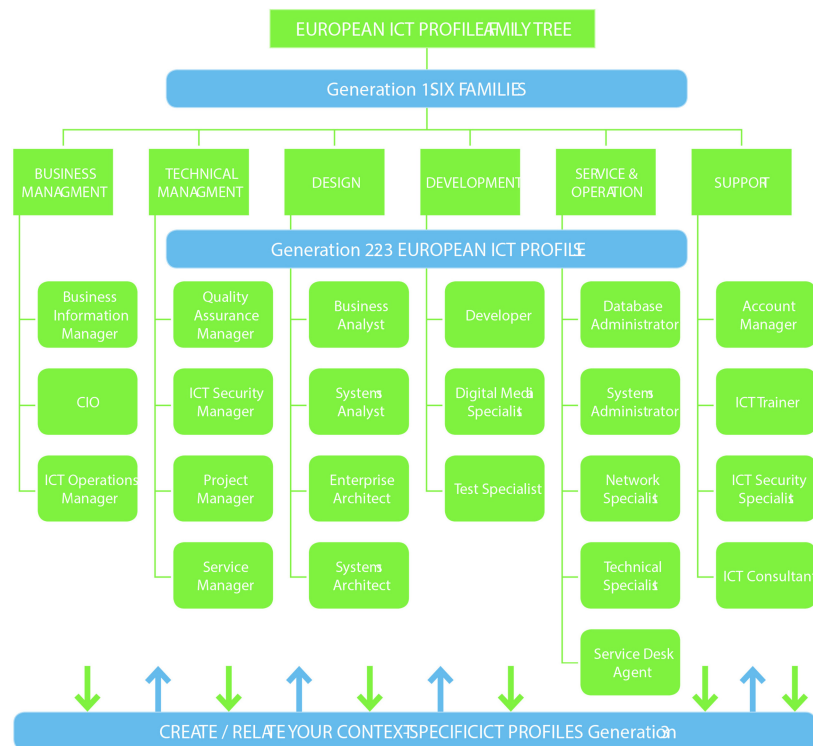 EUROPEAN ICT PROFILE FAMILY TREE
Generation 1 SIX FAMILIES
BUSINESS
MANAGMENT
TECHNICAL
MANAGMENT
DESIGN
DEVELOPMENT
SERVICE &
OPERATION
SUPPORT
Generation 2:23 EUROPEAN ICT PROFILES
Business
Information
Manager
Quality
Assurance
Manager
Business
Analyst
Developer
Database
Administrator
Account
Manager
CIO
ICT Security
Manager
Systems
Analyst
Digital Media
Specialist
Systems
Administrator
ICT Trainer
ICT Operations
Manager
Project
Manager
Enterprise
Architect
Test Specialist
Network
Specialist
ICT Security
Specialist
Service
Manager
Systems
Architect
Technical
Specialist
ICT Consultant
Service Desk
Agent
CREATE / RELATE YOUR CONTEXT-SPECIFIC ICT PROFILES Generation 3